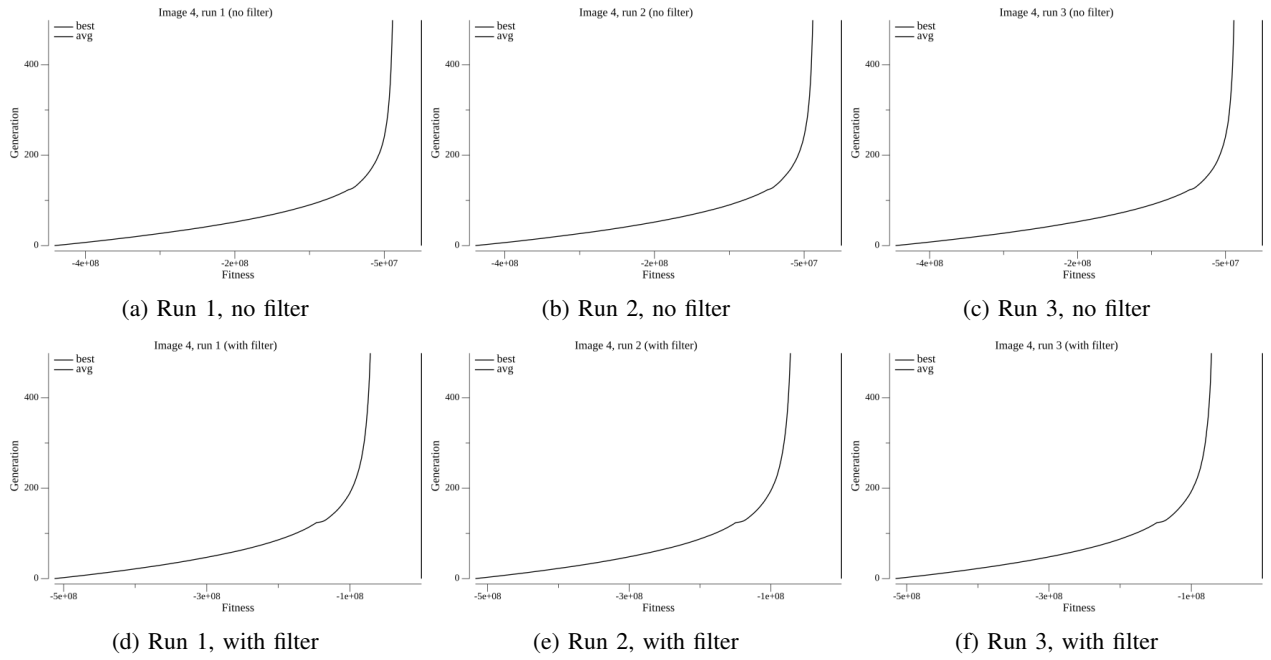 Image 4, run 1 (no filter)
best
avg
400
200
0
Generation
-4e+08
-2e+08
-5e+07
Fitness
(a) Run 1, no filter
Image 4, run 2 (no filter)
best
avg
400
200
0
Generation
-4e+08
-2e+08
-5e+07
Fitness
(b) Run 2, no filter
Image 4, run 3 (no filter)
best
avg
400
200
0
Generation
-4e+08
-2e+08
-5e+07
Fitness
(c) Run 3, no filter
Image 4, run 1 (with filter)
best
avg
400
200
0
Generation
-5e+08
-3e+08
-1e+08
Fitness
(d) Run 1, with filter
Image 4, run 2 (with filter)
best
avg
400
200
0
Generation
-5e+08
-3e+08
-1e+08
Fitness
(e) Run 2, with filter
Image 4, run 3 (with filter)
best
avg
400
200
0
Generation
-5e+08
-3e+08
-1e+08
Fitness
(f) Run 3, with filter